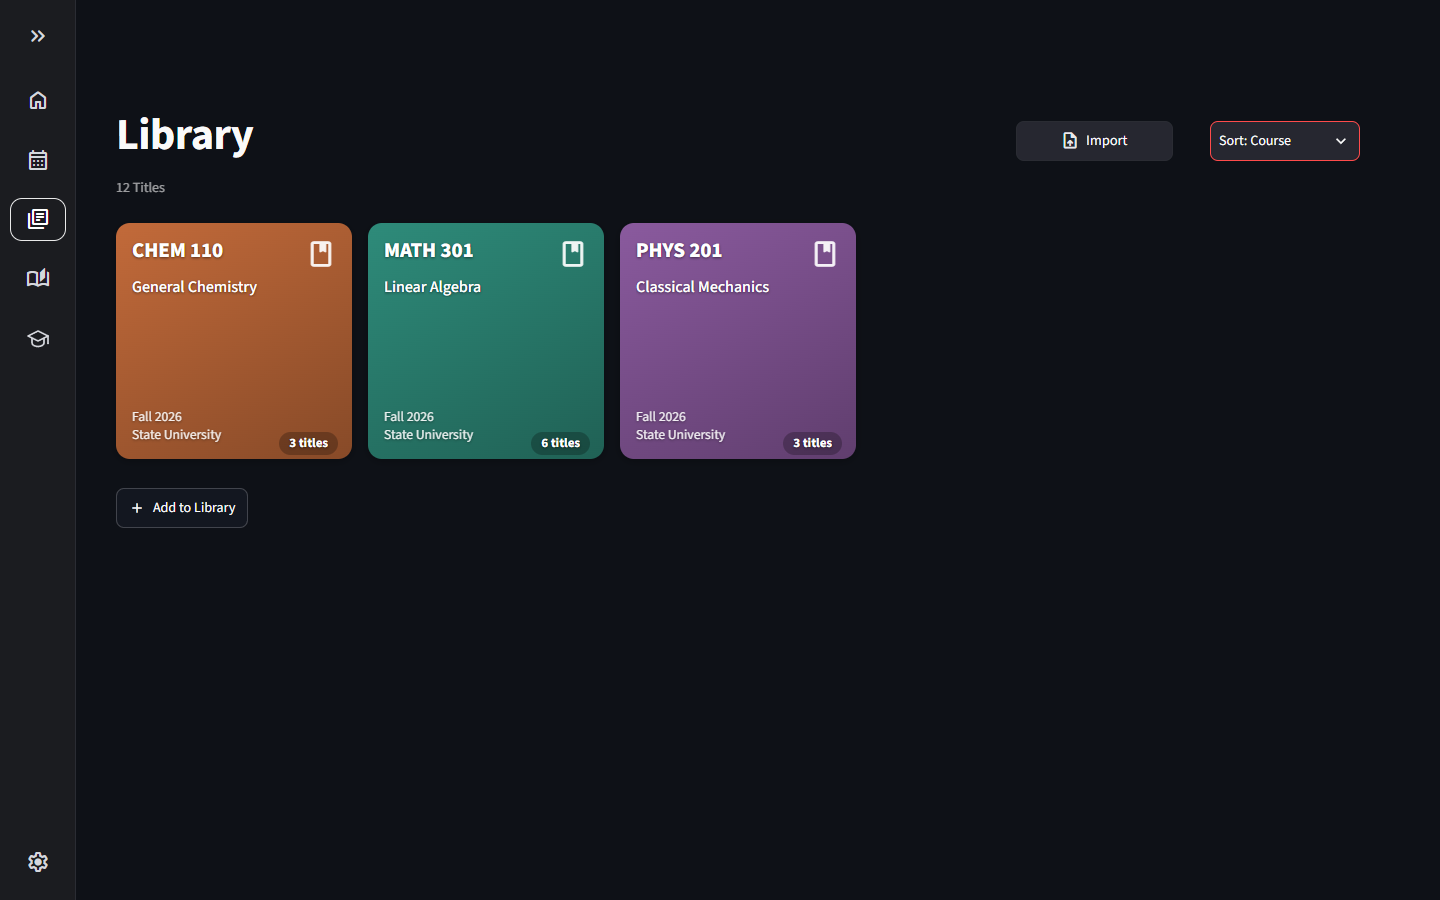 Library
Import
Sort: Course
12 Titles
CHEM 110
General Chemistry
Fall 2026
State University
3 titles
MATH 301
Linear Algebra
Fall 2026
State University
6 titles
PHYS 201
Classical Mechanics
Fall 2026
State University
3 titles
Add to Library